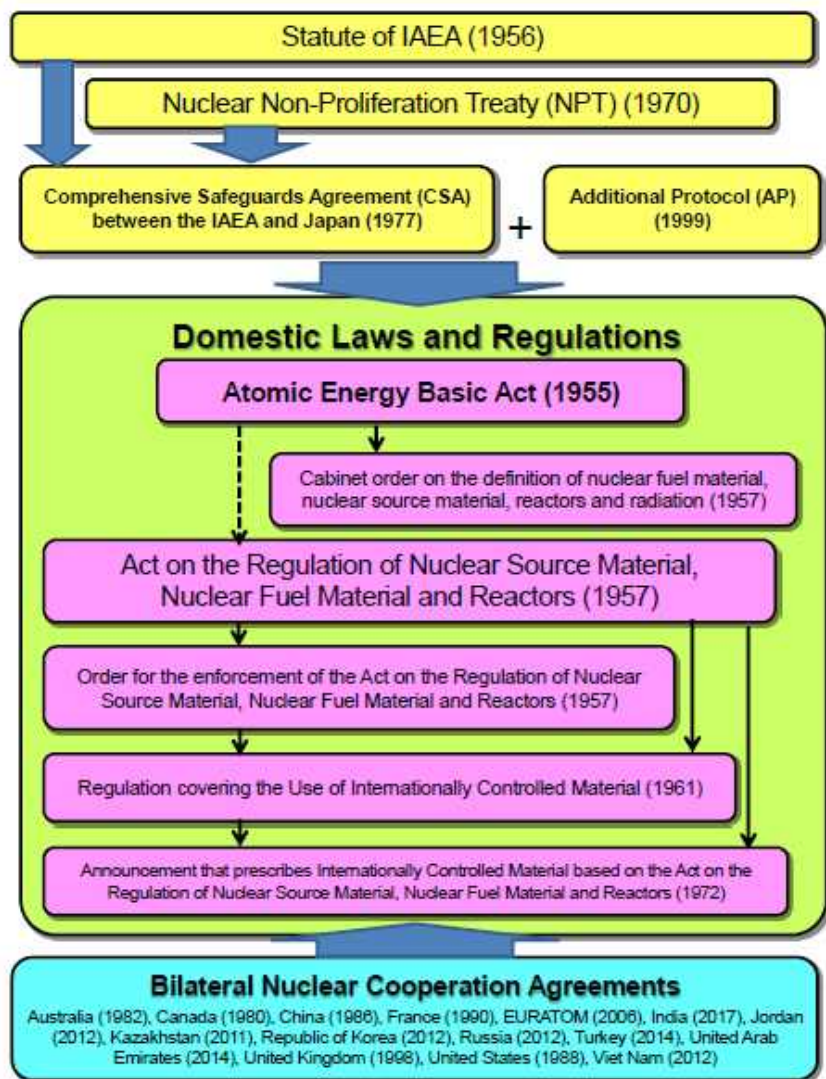 Statute of IAEA (1956)
Nuclear Non-Proliferation Treaty (NPT) (1970)
Comprehensive Safeguards Agreement (CSA)
between the IAEA and Japan (1977)
+
Additional Protocol (AP)
(1999)
Domestic Laws and Regulations
Atomic Energy Basic Act (1955)
Cabinet order on the definition of nuclear fuel material,
nuclear source material, reactors and radiation (1957)
Act on the Regulation of Nuclear Source Material,
Nuclear Fuel Material and Reactors (1957)
Order for the enforcement of the Act on the Regulation of Nuclear
Source Material, Nuclear Fuel Material and Reactors (1957)
Regulation covering the Use of Internationally Controlled Material (1961)
Announcement that prescribes Internationally Controlled Material based on the Act on the
Regulation of Nuclear Source Material, Nuclear Fuel Material and Reactors (1972)
Bilateral Nuclear Cooperation Agreements
Australia (1982), Canada (1980), China (1986), France (1990), EURATOM (2006), India (2017), Jordan
(2012), Kazakhstan (2011), Republic of Korea (2012), Russia (2012), Turkey (2014), United Arab
Emirates (2014), United Kingdom (1998), United States (1988), Viet Nam (2012)